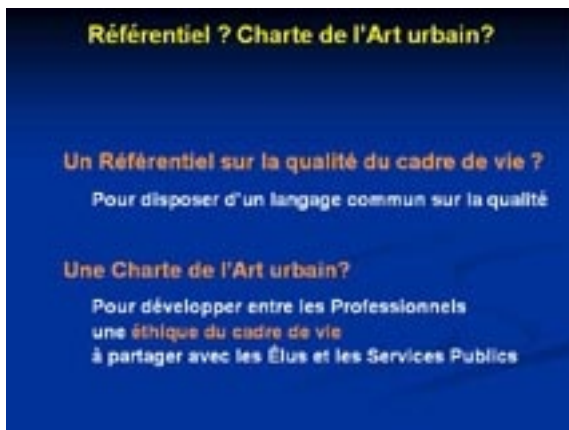 Référentiel ? Charte de l'Art urbain?
Un Référentiel sur la qualité du cadre de vie ?
Pour disposer d'un langage commun sur la qualité
Une Charte de l'Art urbain?
Pour développer entre les Professionnels
une éthique du cadre de vie
à partager avec les Élus et les Services Publics